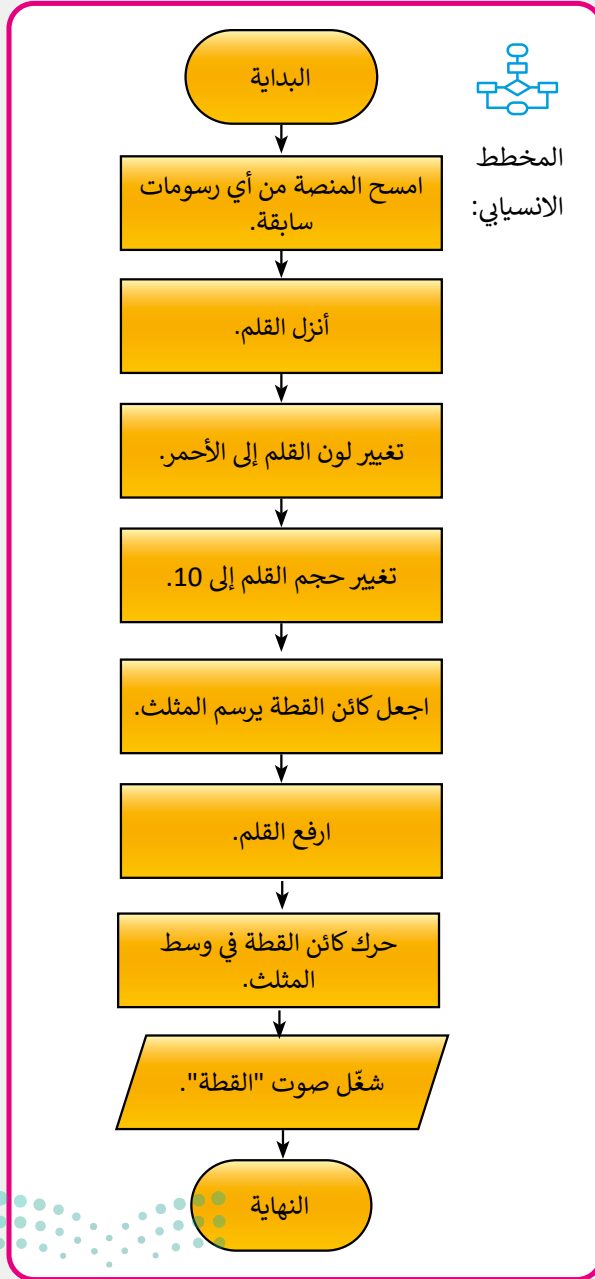 البداية
المخطط
الانسيابي:
امسح المنصة من أي رسومات
سابقة.
أنزل القلم.
تغيير لون القلم إلى الأحمر.
تغيير حجم القلم إلى 10.
اجعل كائن القطة يرسم المثلث.
ارفع القلم.
حرك كائن القطة في وسط
المثلث.
شغّل صوت "القطة".
النهاية